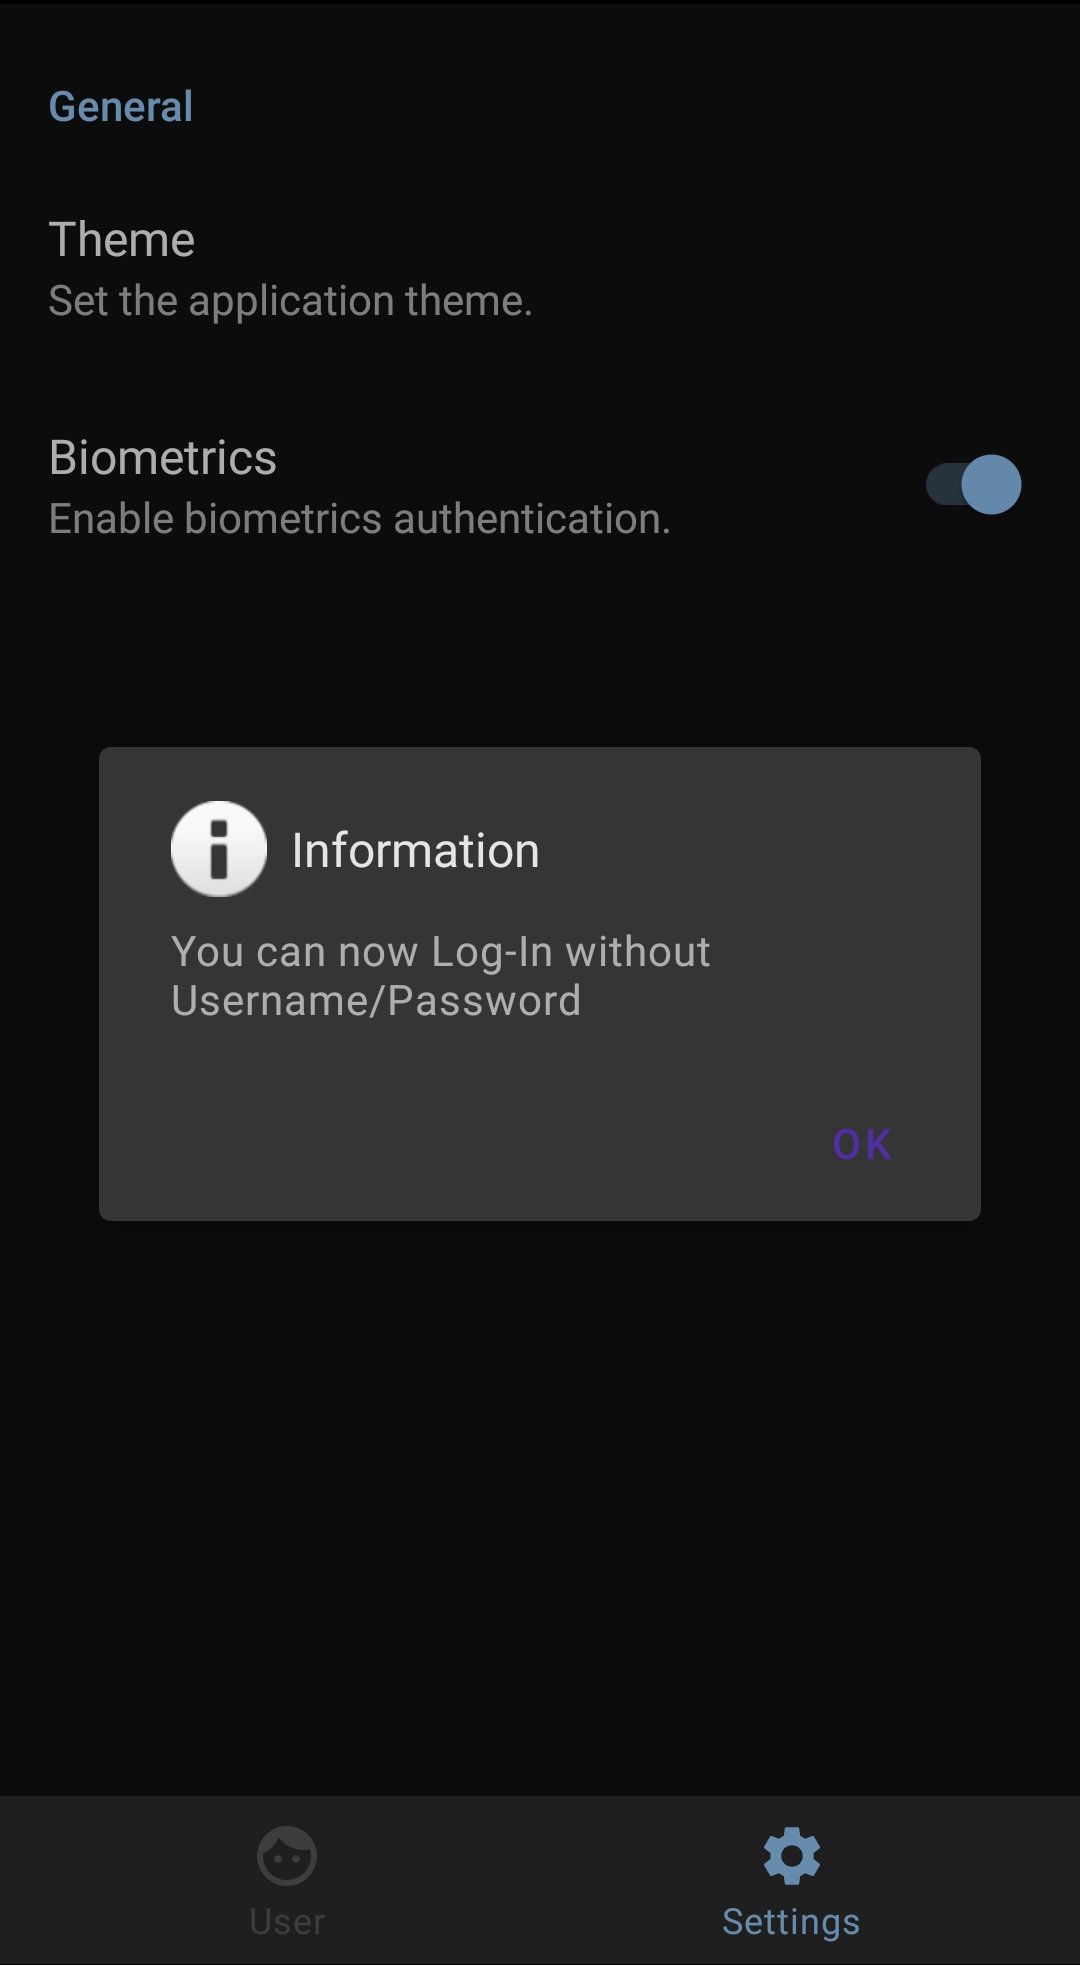 General
Theme
Set the application theme.
Biometrics
Enable biometrics authentication.
Information
You can now Log-In without
Username/Password
OK
User
Settings